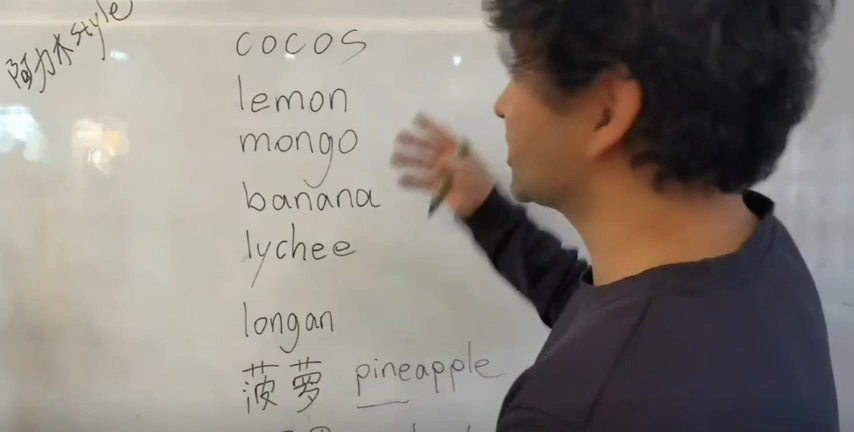 阿力木style
cocos
lemon
mongo
banana
lychee
longan
菠萝 pineapple